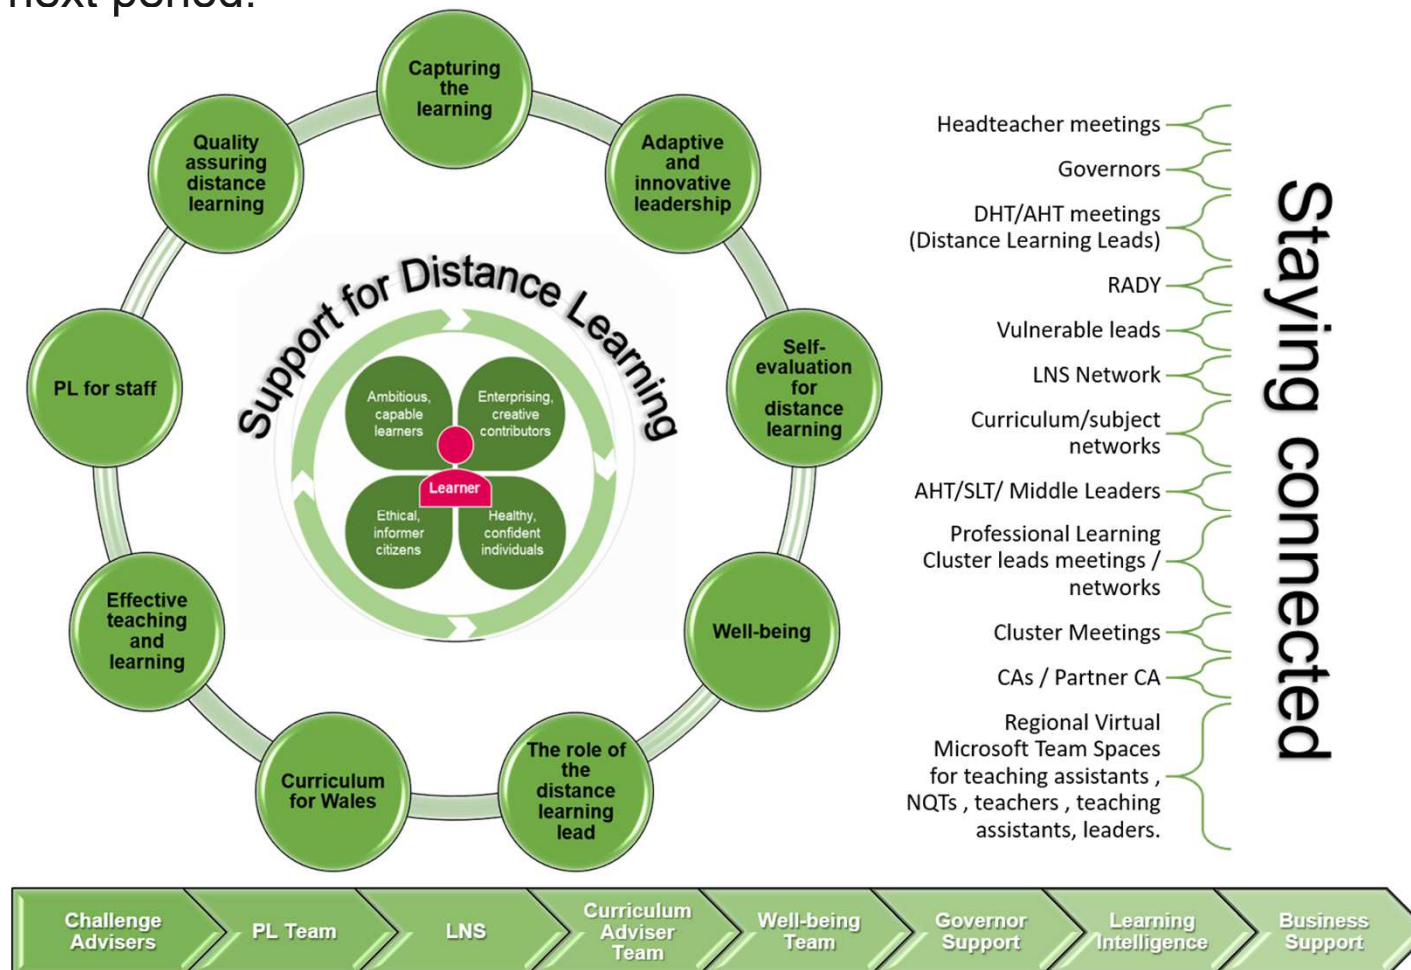 next period.
Capturing
the
learning
Adaptive
and
innovative
leadership
Self-
evaluation
for
distance
learning
Well-being
The role of
the
distance
learning
lead
Curriculum
for Wales
Effective
teaching
and
learning
PL for staff
Quality
assuring
distance
learning
Support for Distance Learning
Ambitious,
capable
learners
Enterprising,
creative
contributors
Learner
Ethical,
informer
citizens
Healthy,
confident
individuals
Headteacher meetings
Governors
DHT/AHT meetings
(Distance Learning Leads)
RADY
Vulnerable leads
LNS Network
Curriculum/subject
networks
AHT/SLT/ Middle Leaders
Professional Learning
Cluster leads meetings /
networks
Cluster Meetings
CAs / Partner CA
Regional Virtual
Microsoft Team Spaces
for teaching assistants ,
NQTs , teachers , teaching
assistants, leaders.
Staying connected
Challenge
Advisers
PL Team
LNS
Curriculum
Adviser
Team
Well-being
Team
Governor
Support
Learning
Intelligence
Business
Support